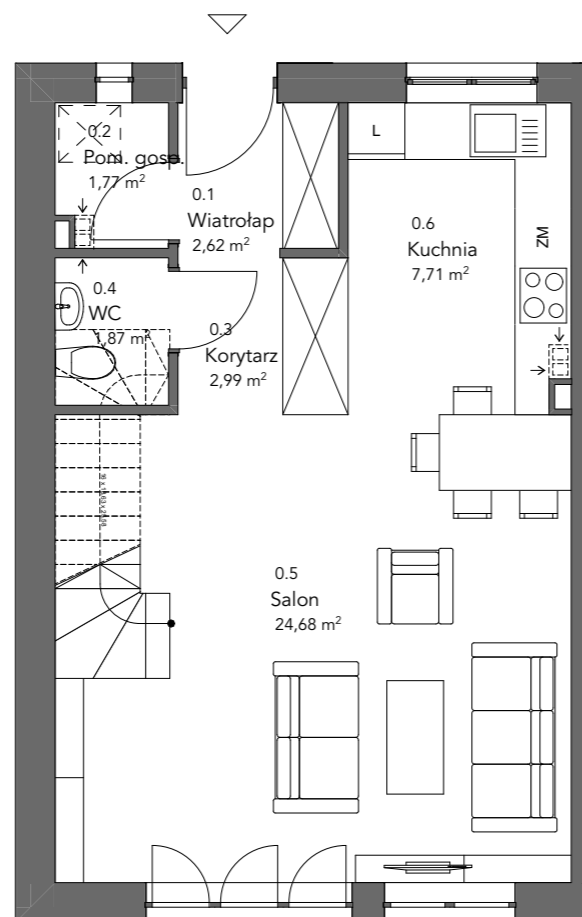 0.2
Pom. gosp.
1,77 m²
0.1
Wiatrołap
2,62 m²
L
0.6
Kuchnia
7,71 m²
ZM
0.4
WC
1,87 m²
0.3
Korytarz
2,99 m²
0.5
Salon
24,68 m²